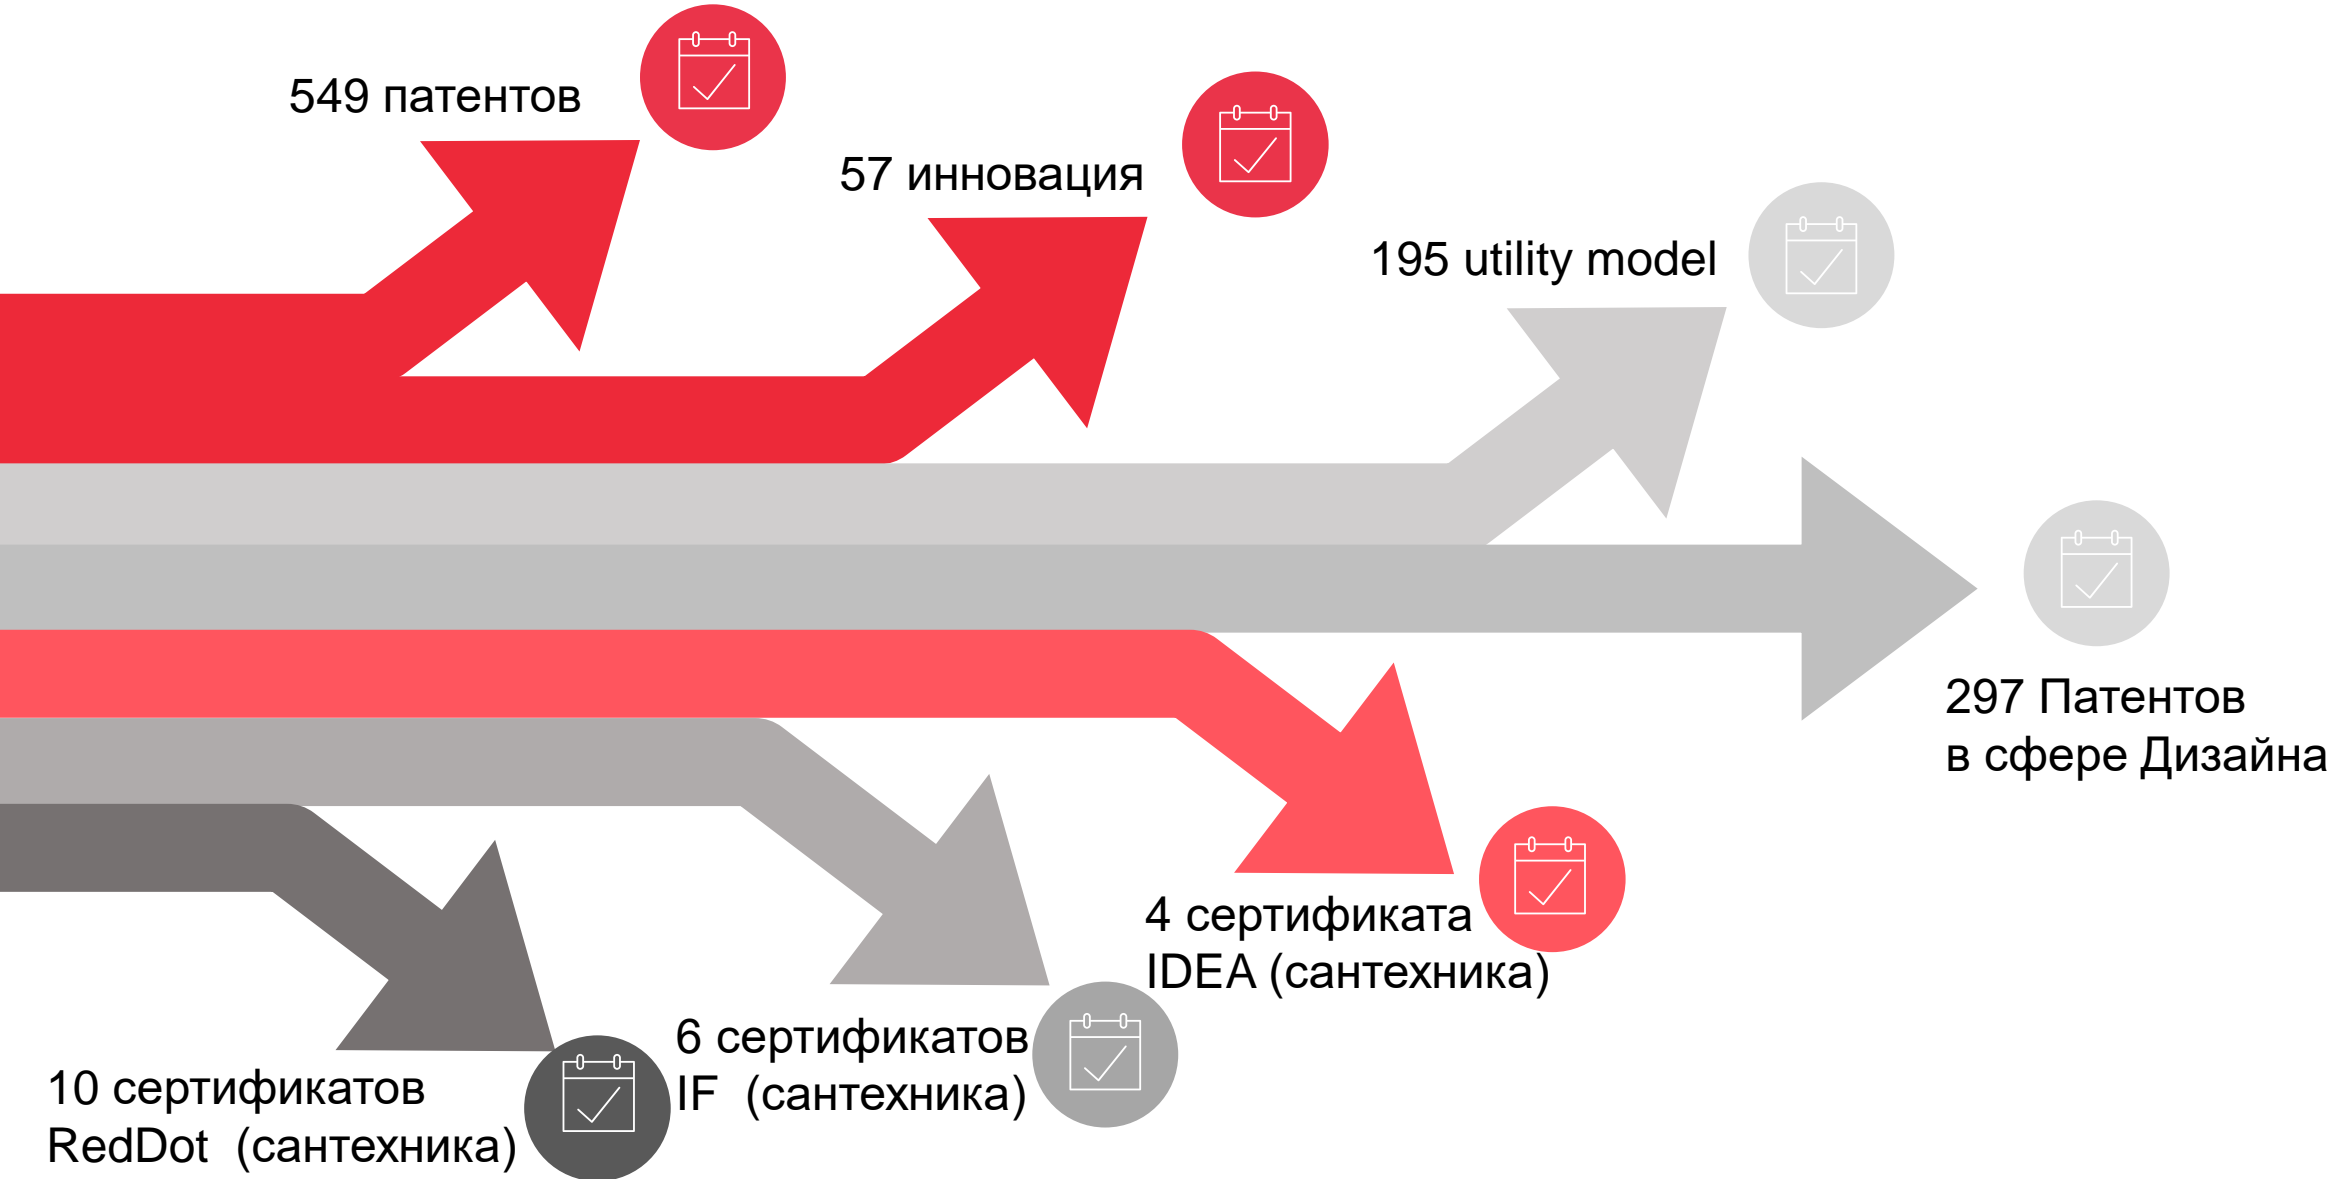 549 патентов
57 инновация
195 utility model
297 Патентов
в сфере Дизайна
4 сертификата
IDEA (сантехника)
6 сертификатов
IF  (сантехника)
10 сертификатов
RedDot  (сантехника)